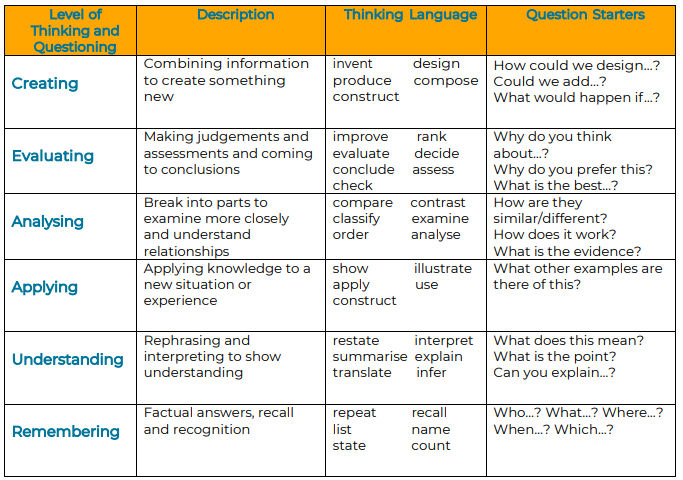 Level of Thinking and Questioning Description Thinking Language Question Starters
Creating
Combining information
to create something
new
invent design
produce compose
construct
How could we design...?
Could we add...?
What would happen if...?
Evaluating
Making judgements and
assessments and coming
to conclusions
improve rank
evaluate decide
conclude assess
check
Why do you think
about...?
Why do you prefer this?
What is the best...?
Analysing
Break into parts to
examine more closely
and understand
relationships
compare contrast
classify examine
order analyse
How are they
similar/different?
How does it work?
What is the evidence?
Applying
Applying knowledge to a
new situation or
experience
show illustrate
apply use
construct
What other examples are
there of this?
Understanding
Rephrasing and
interpreting to show
understanding
restate interpret
summarise explain
translate infer
What does this mean?
What is the point?
Can you explain...?
Remembering
Factual answers, recall
and recognition
repeat recall
list name
state count
Who...? What...? Where...?
When...? Which...?